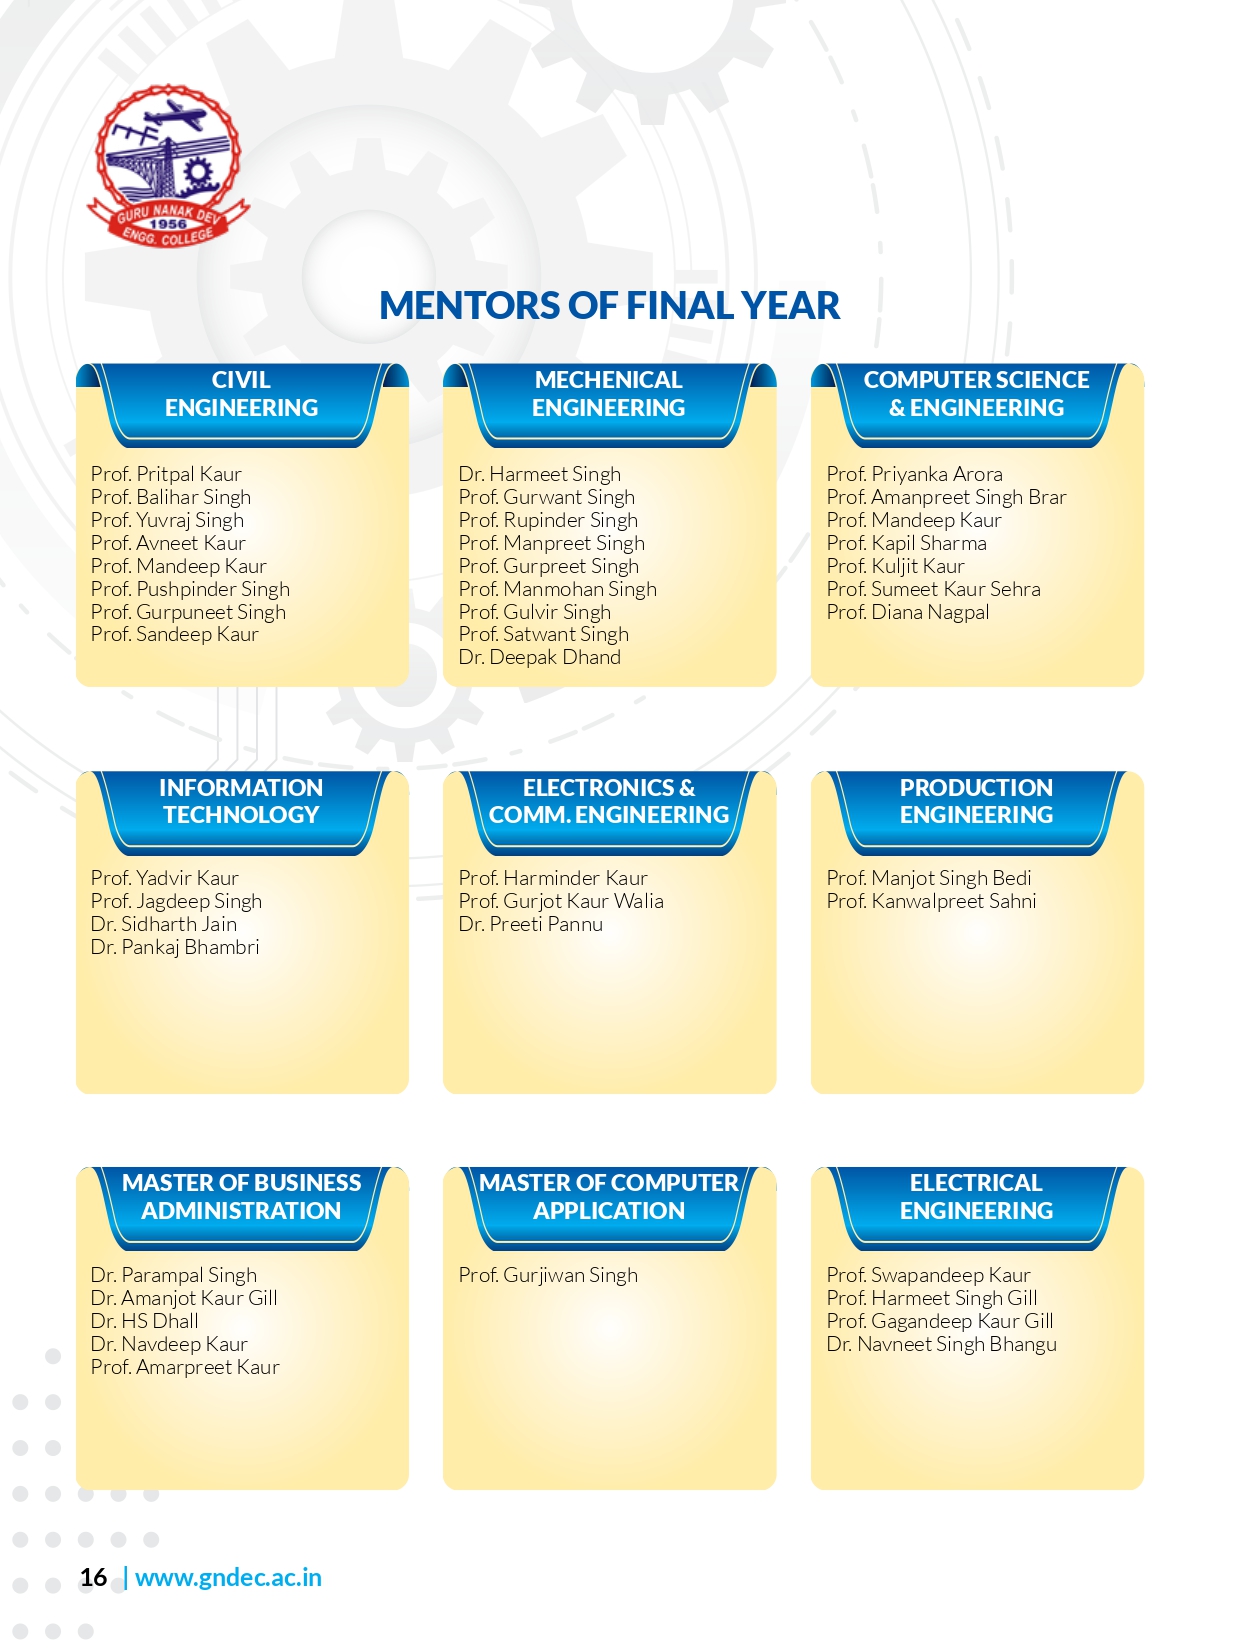 GURU NANAK DEV
1956
ENGG. COLLEGE
MENTORS OF FINAL YEAR
CIVIL
ENGINEERING
Prof. Pritpal Kaur
Prof. Balihar Singh
Prof. Yuvraj Singh
Prof. Avneet Kaur
Prof. Mandeep Kaur
Prof. Pushpinder Singh
Prof. Gurpuneet Singh
Prof. Sandeep Kaur
MECHENICAL
ENGINEERING
Dr. Harmeet Singh
Prof. Gurwant Singh
Prof. Rupinder Singh
Prof. Manpreet Singh
Prof. Gurpreet Singh
Prof. Manmohan Singh
Prof. Gulvir Singh
Prof. Satwant Singh
Dr. Deepak Dhand
COMPUTER SCIENCE
& ENGINEERING
Prof. Priyanka Arora
Prof. Amanpreet Singh Brar
Prof. Mandeep Kaur
Prof. Kapil Sharma
Prof. Kuljit Kaur
Prof. Sumeet Kaur Sehra
Prof. Diana Nagpal
INFORMATION
TECHNOLOGY
Prof. Yadvir Kaur
Prof. Jagdeep Singh
Dr. Sidharth Jain
Dr. Pankaj Bhambri
ELECTRONICS &
COMM. ENGINEERING
Prof. Harminder Kaur
Prof. Gurjot Kaur Walia
Dr. Preeti Pannu
PRODUCTION
ENGINEERING
Prof. Manjot Singh Bedi
Prof. Kanwalpreet Sahni
MASTER OF BUSINESS
ADMINISTRATION
Dr. Parampal Singh
Dr. Amanjot Kaur Gill
Dr. HS Dhall
Dr. Navdeep Kaur
Prof. Amarpreet Kaur
MASTER OF COMPUTER
APPLICATION
Prof. Gurjiwan Singh
ELECTRICAL
ENGINEERING
Prof. Swapandeep Kaur
Prof. Harmeet Singh Gill
Prof. Gagandeep Kaur Gill
Dr. Navneet Singh Bhangu
16 | www.gndec.ac.in